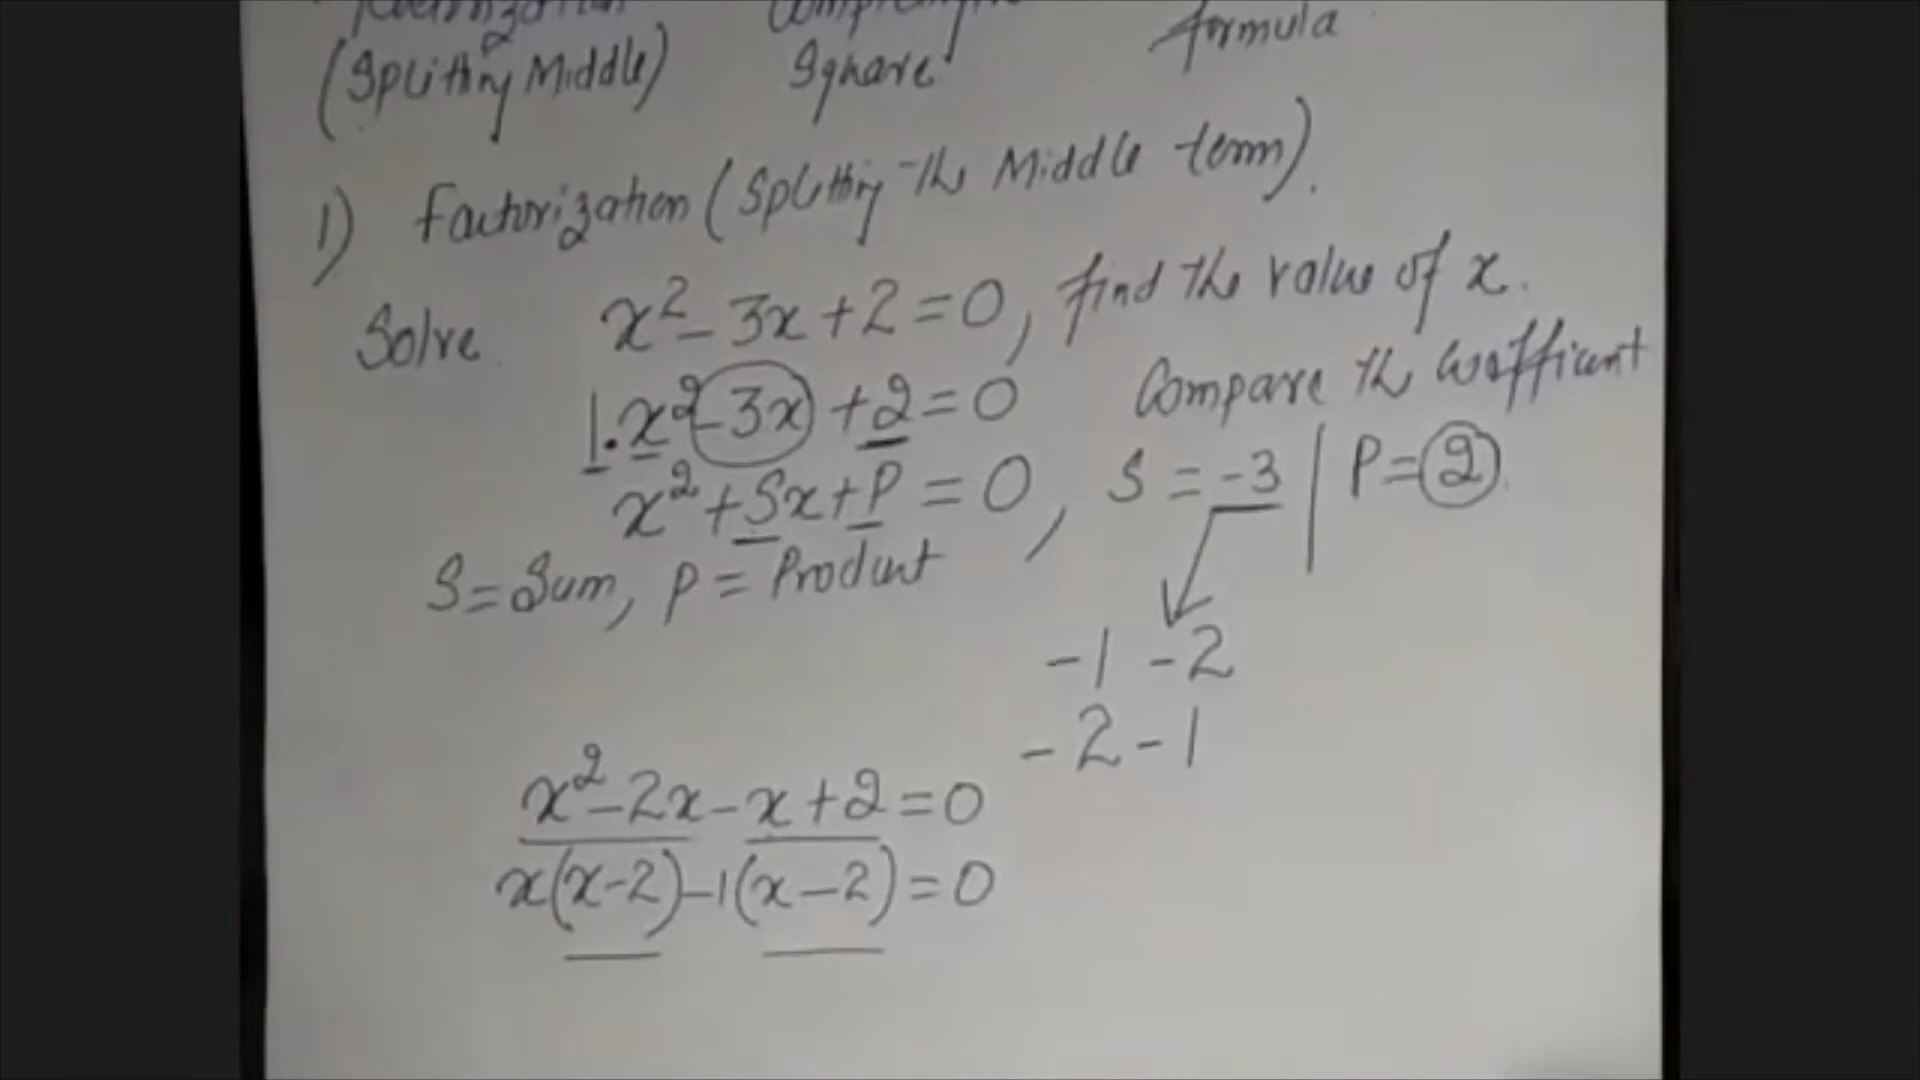 (Splitting Middle) Square formula
1) Factorization (Splitting the Middle term).
Solve x² - 3x + 2 = 0, find the value of x.
1.x² - 3x + 2 = 0 Compare the coefficient
x² + Sx + P = 0, S = -3 | P = 2
S = Sum, P = Product
-1 -2
-2 -1
x² - 2x - x + 2 = 0
x(x-2) -1(x-2) = 0